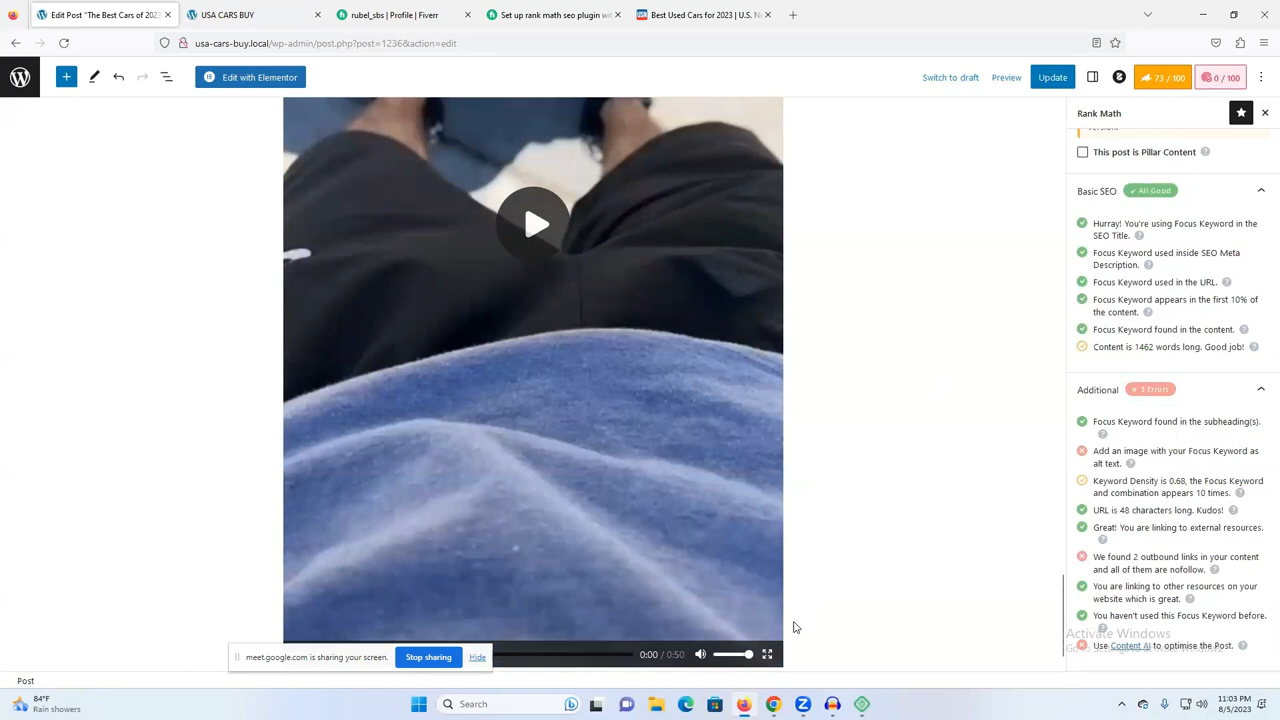 Edit Post "The Best Cars of 2023
USA CARS BUY
rubel_sbs | Profile | Fiverr
Set up rank math seo plugin wit
Best Used Cars for 2023 | U.S. N
usa-cars-buy.local/wp-admin/post.php?post=1236&action=edit
Edit with Elementor
Switch to draft
Preview
Update
73 / 100
0 / 100
Rank Math
This post is Pillar Content
Basic SEO
All Good
Hurray! You're using Focus Keyword in the
SEO Title.
Focus Keyword used inside SEO Meta
Description.
Focus Keyword used in the URL.
Focus Keyword appears in the first 10% of
the content.
Focus Keyword found in the content.
Content is 1462 words long. Good job!
Additional
3 Errors
Focus Keyword found in the subheading(s).
Add an image with your Focus Keyword as
alt text.
Keyword Density is 0.68, the Focus Keyword
and combination appears 10 times.
URL is 48 characters long. Kudos!
Great! You are linking to external resources.
We found 2 outbound links in your content
and all of them are nofollow.
You are linking to other resources on your
website which is great.
You haven't used this Focus Keyword before.
Activate Windows
Use Content AI to optimise the Post.
meet.google.com is sharing your screen.
Stop sharing
Hide
0:00 / 0:50
Post
84°F
Rain showers
Search
11:03 PM
8/5/2023